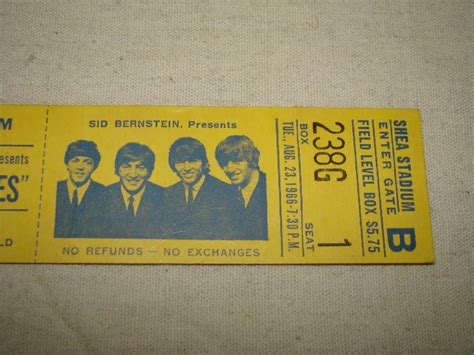 M
SID BERNSTEIN, Presents
esents
ES"
LD
NO REFUNDS — NO EXCHANGES
BOX
238G
SEAT
1
TUE., AUG. 23, 1966-7:30 P.M.
SHEA STADIUM
ENTER GATE
B
FIELD LEVEL BOX $5.75